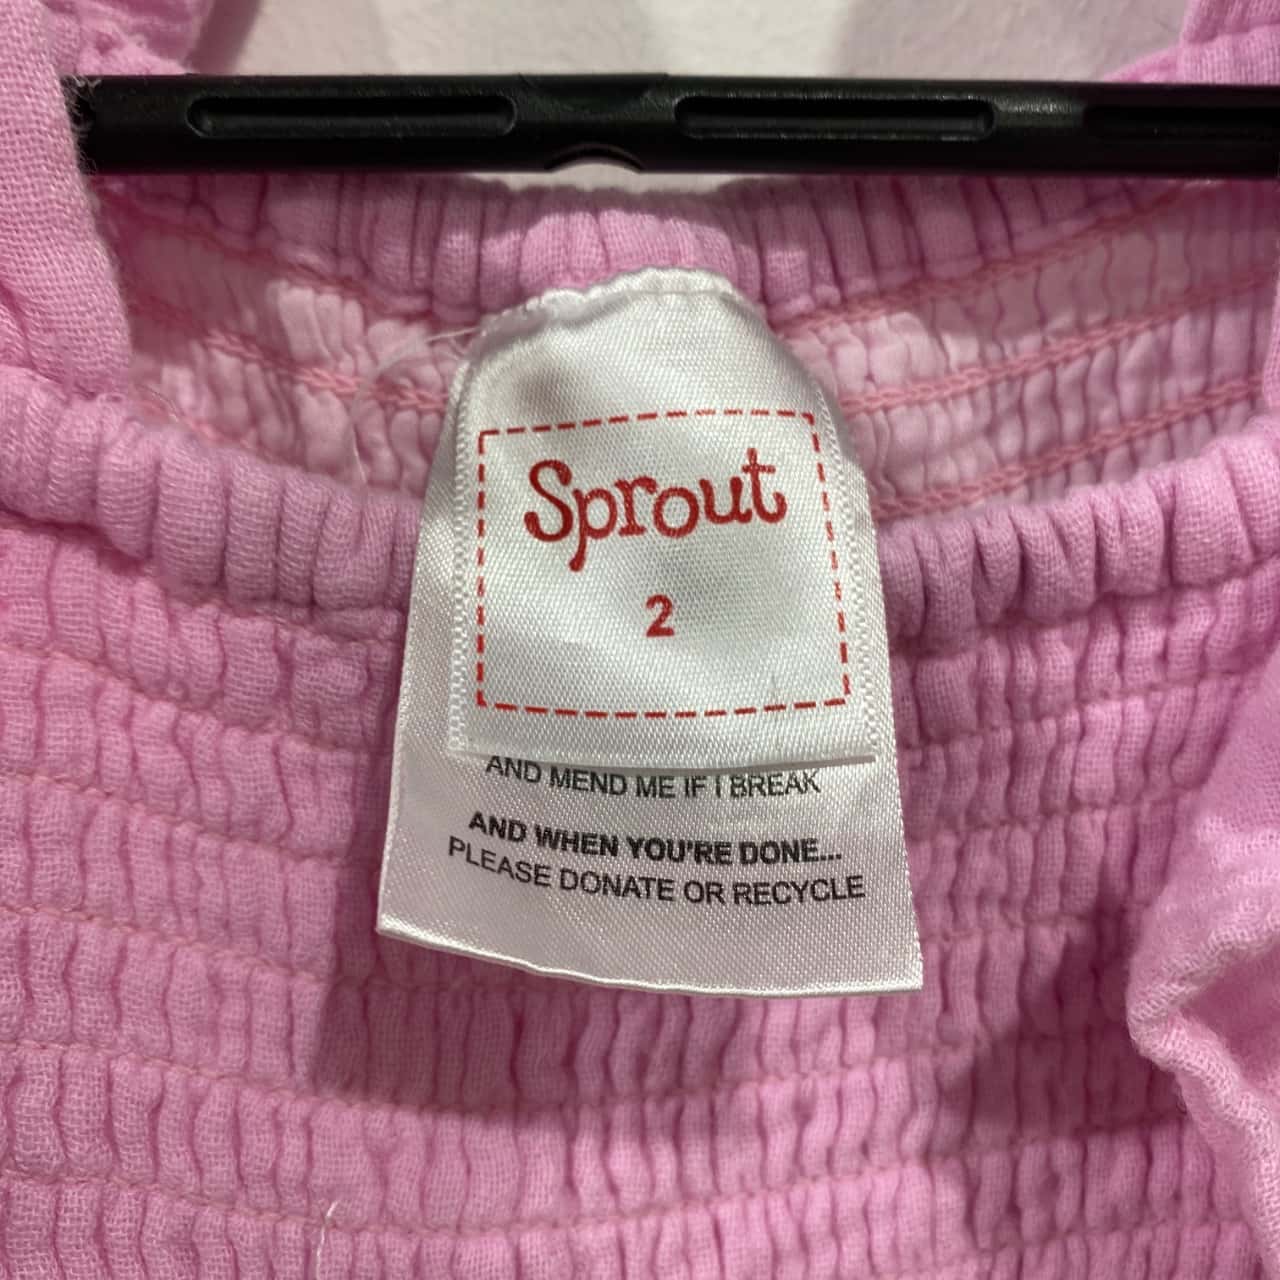 Sprout
2
AND MEND ME IF I BREAK
AND WHEN YOU'RE DONE...
PLEASE DONATE OR RECYCLE